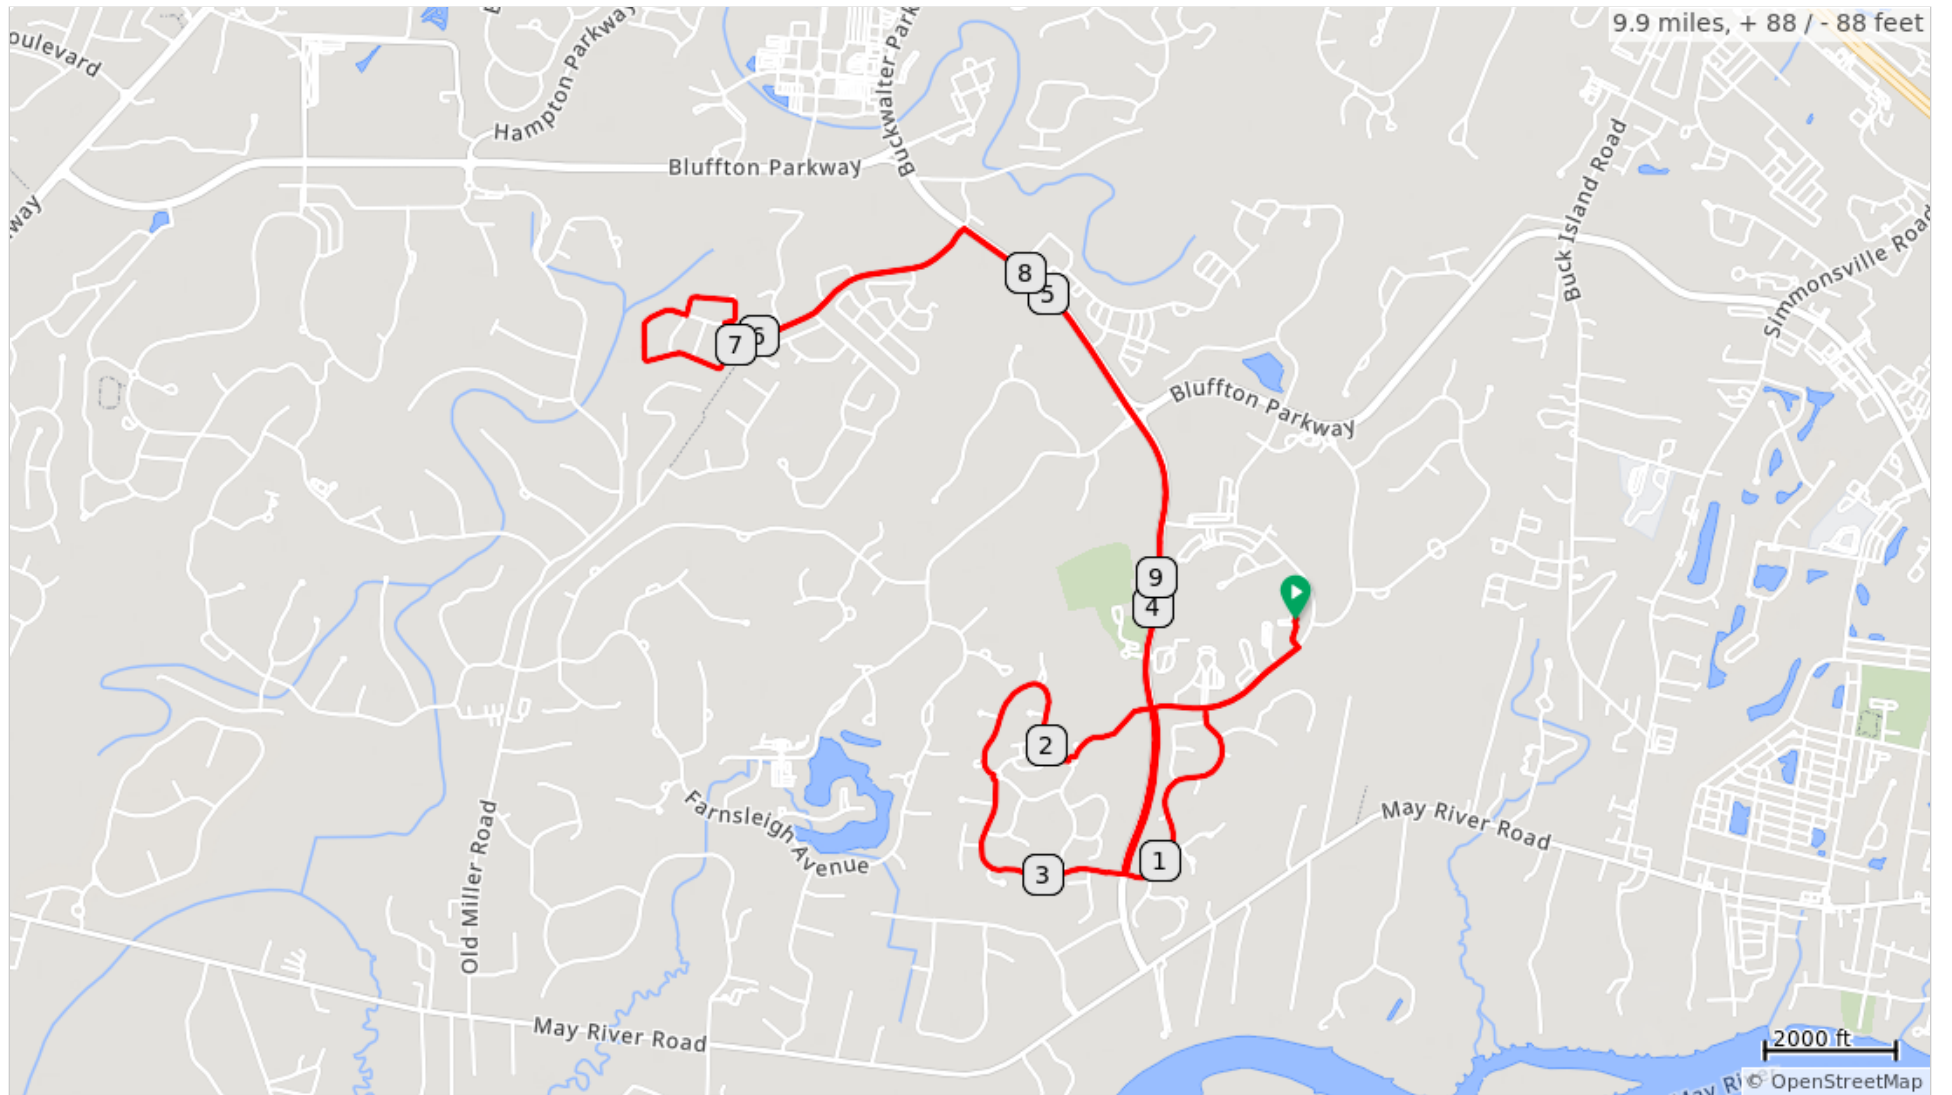 9.9 miles, + 88 / - 88 feet
oulevard
Hampton Parkway
Buckwalter Park
Bluffton Parkway
way
Buck Island Road
Simmonsville Road
8
5
6
7
Bluffton Parkway
9
4
2
Farnsleigh Avenue
Old Miller Road
1
3
May River Road
May River Road
2000 ft
May River
© OpenStreetMap